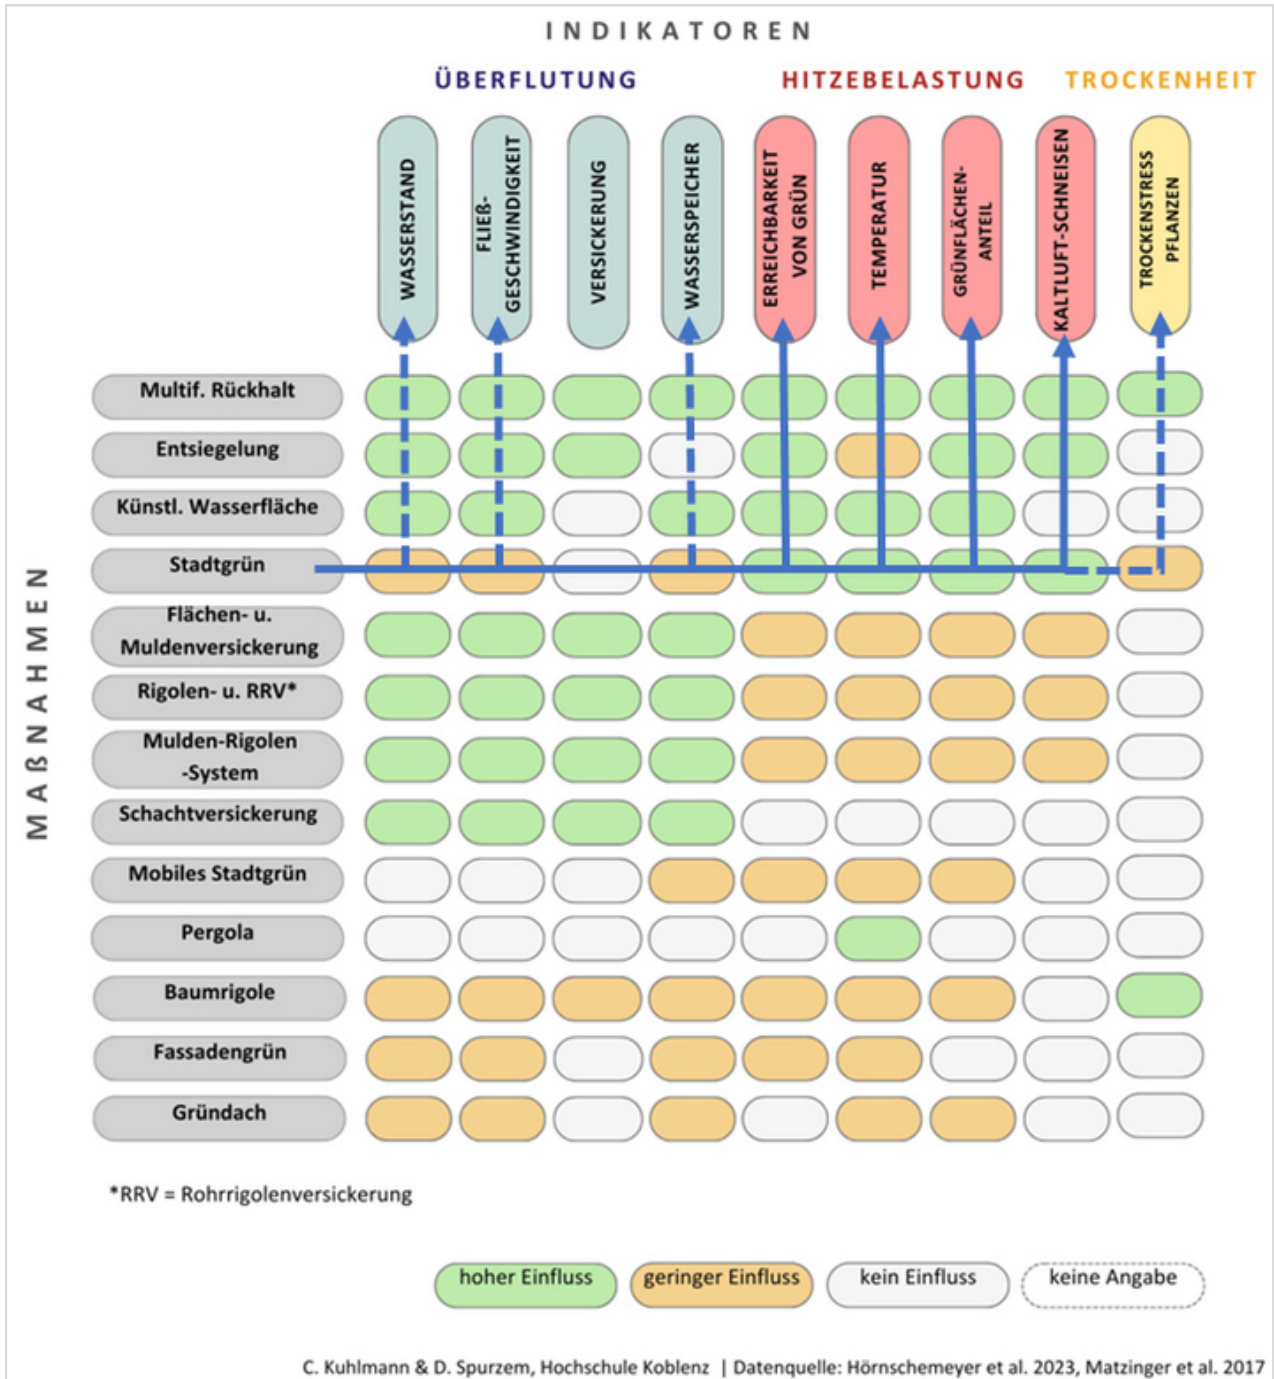 INDIKATOREN
ÜBERFLUTUNG
HITZEBELASTUNG
TROCKENHEIT
WASSERSTAND
FLIEß-
GESCHWINDIGKEIT
VERSICKERUNG
WASSERSPEICHER
ERREICHBARKEIT
VON GRÜN
TEMPERATUR
GRÜNFLÄCHEN-
ANTEIL
KALTLUFT-SCHNEISEN
TROCKENSTRESS
PFLANZEN
MAßNAHMEN
Multif. Rückhalt
Entsiegelung
Künstl. Wasserfläche
Stadtgrün
Flächen- u.
Muldenversickerung
Rigolen- u. RRV*
Mulden-Rigolen
-System
Schachtversickerung
Mobiles Stadtgrün
Pergola
Baumrigole
Fassadengrün
Gründach
*RRV = Rohrrigolenversickerung
hoher Einfluss
geringer Einfluss
kein Einfluss
keine Angabe
C. Kuhlmann & D. Spurzem, Hochschule Koblenz | Datenquelle: Hörnschemeyer et al. 2023, Matzinger et al. 2017